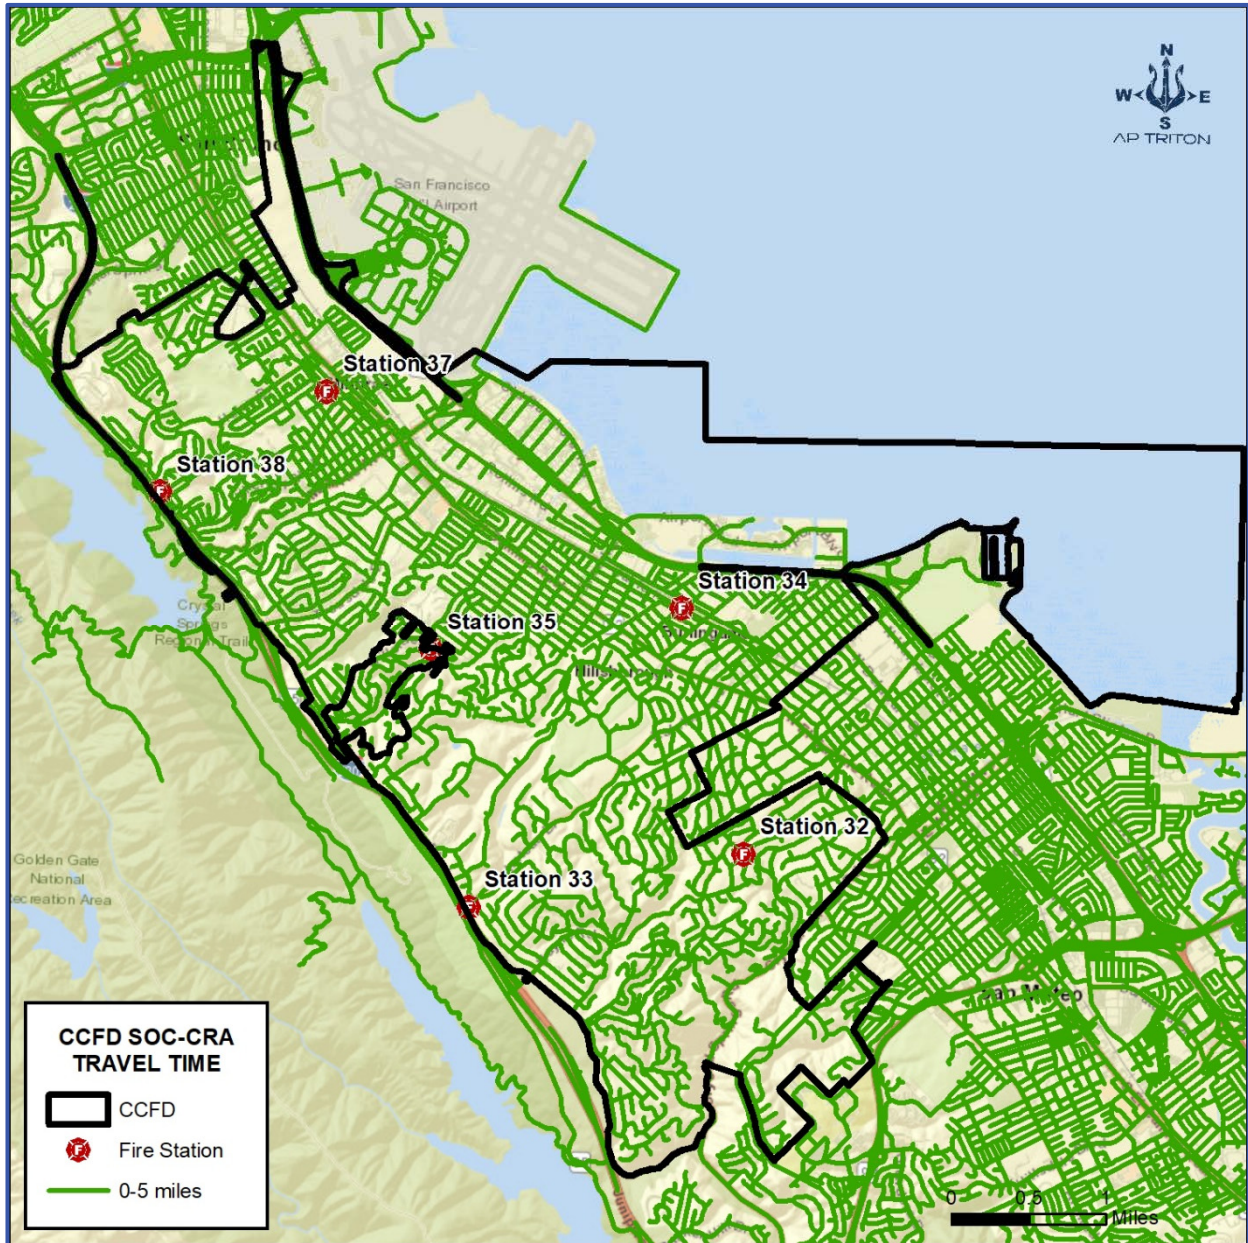 N
W E
S
AP TRITON
San Francisco
Airport
Station 37
Station 38
Station 34
Station 35
Crystal
Springs
Regional Trail
Station 32
Station 33
Golden Gate
National
Recreation Area
San Mateo
CCFD SOC-CRA
TRAVEL TIME
CCFD
F Fire Station
0-5 miles
0 0.5 1
Miles